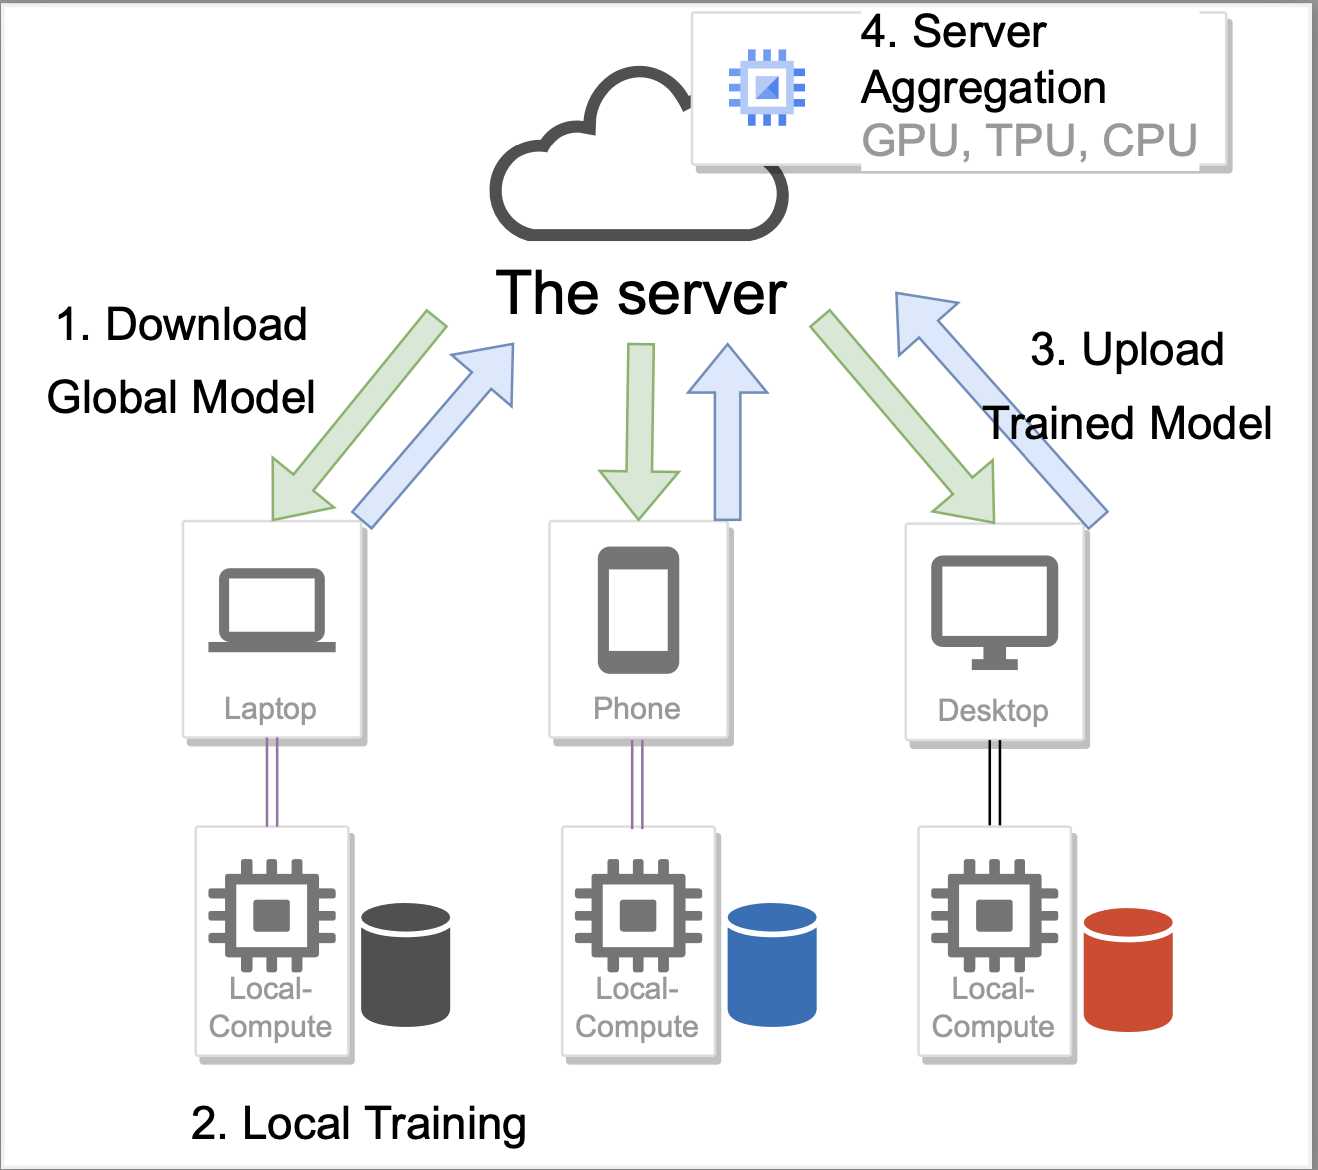 4. Server
Aggregation
GPU, TPU, CPU
The server
1. Download
Global Model
3. Upload
Trained Model
Laptop
Phone
Desktop
Local-
Compute
Local-
Compute
Local-
Compute
2. Local Training